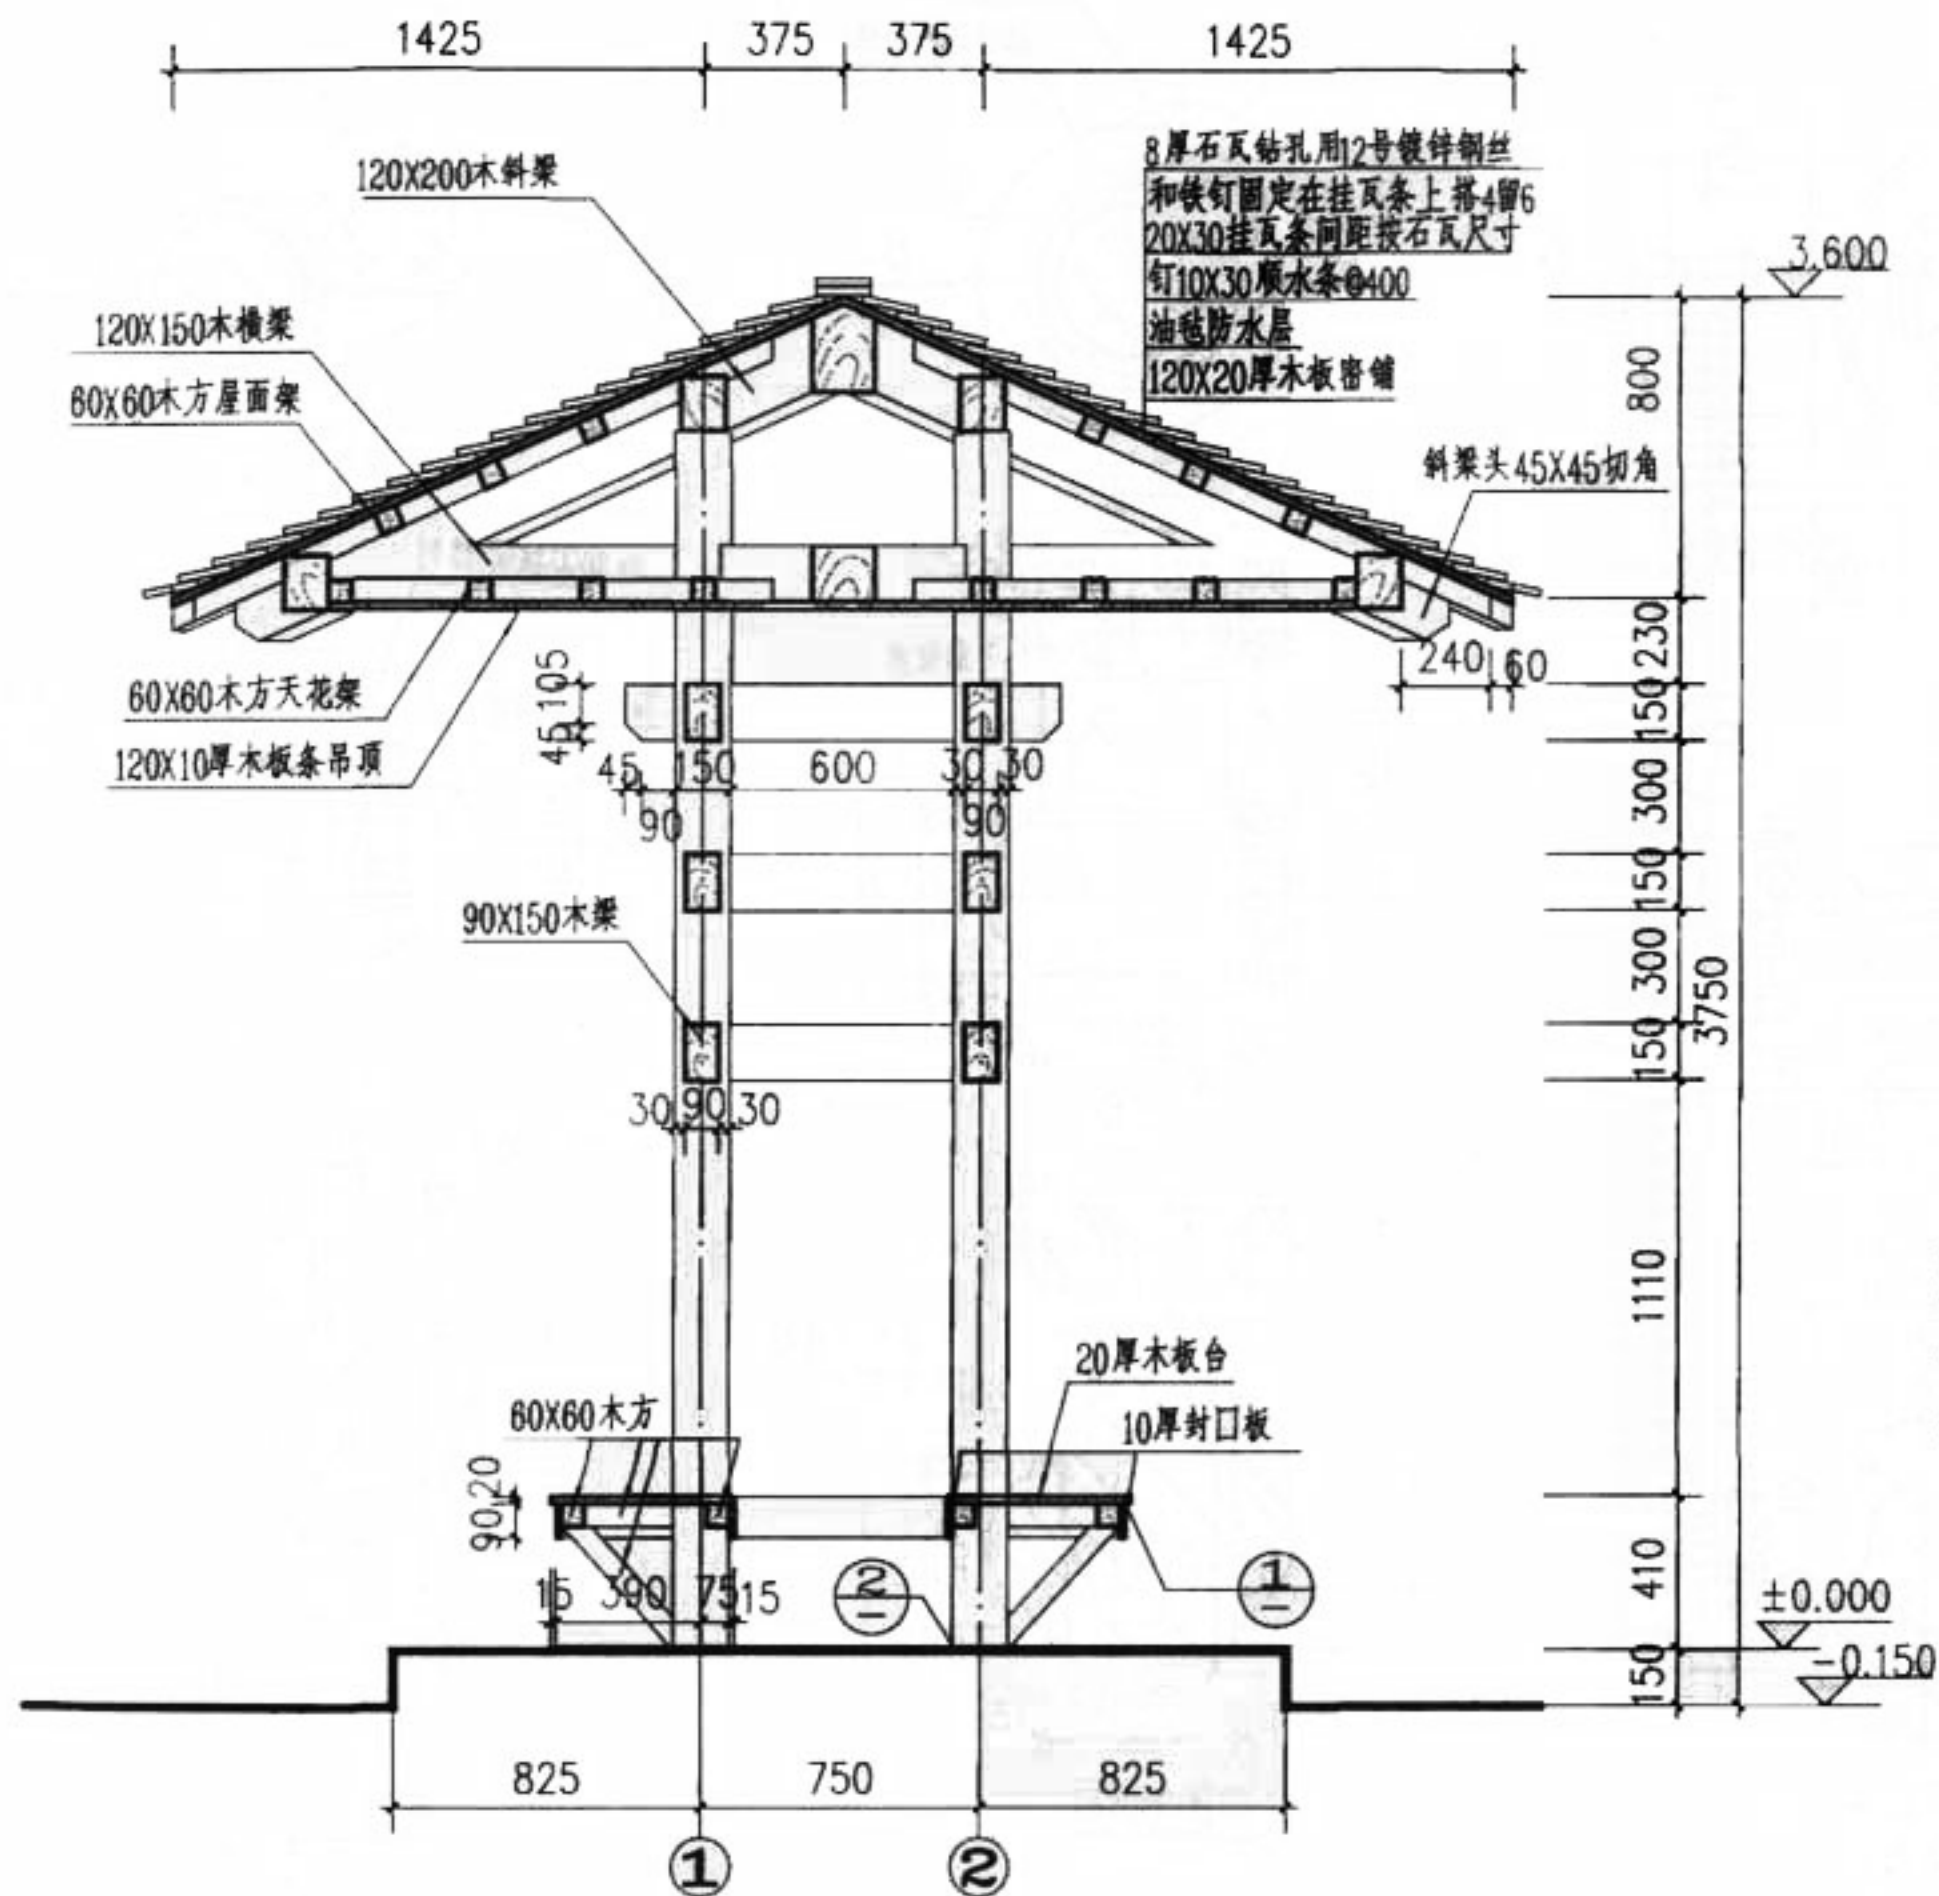 1425 375 375 1425
120X200木斜梁
8厚石瓦钻孔用12号镀锌铜丝
和铁钉固定在挂瓦条上搭4留6
20X30挂瓦条间距按石瓦尺寸
钉10X30顺水条@400
油毡防水层
120X20厚木板密铺
3.600
120X150木横梁
60X60木方屋面架
800
斜梁头45X45切角
60X60木方天花架
120X10厚木板条吊顶
240 60
230
105
45
150
45 150 600 30 30
90 90
300
150
90X150木梁
300
3750
150
30 90 30
1110
20厚木板台
60X60木方
10厚封口板
20
90
410
15 390 75 15
2
-
1
-
±0.000
-0.150
150
825 750 825
1 2